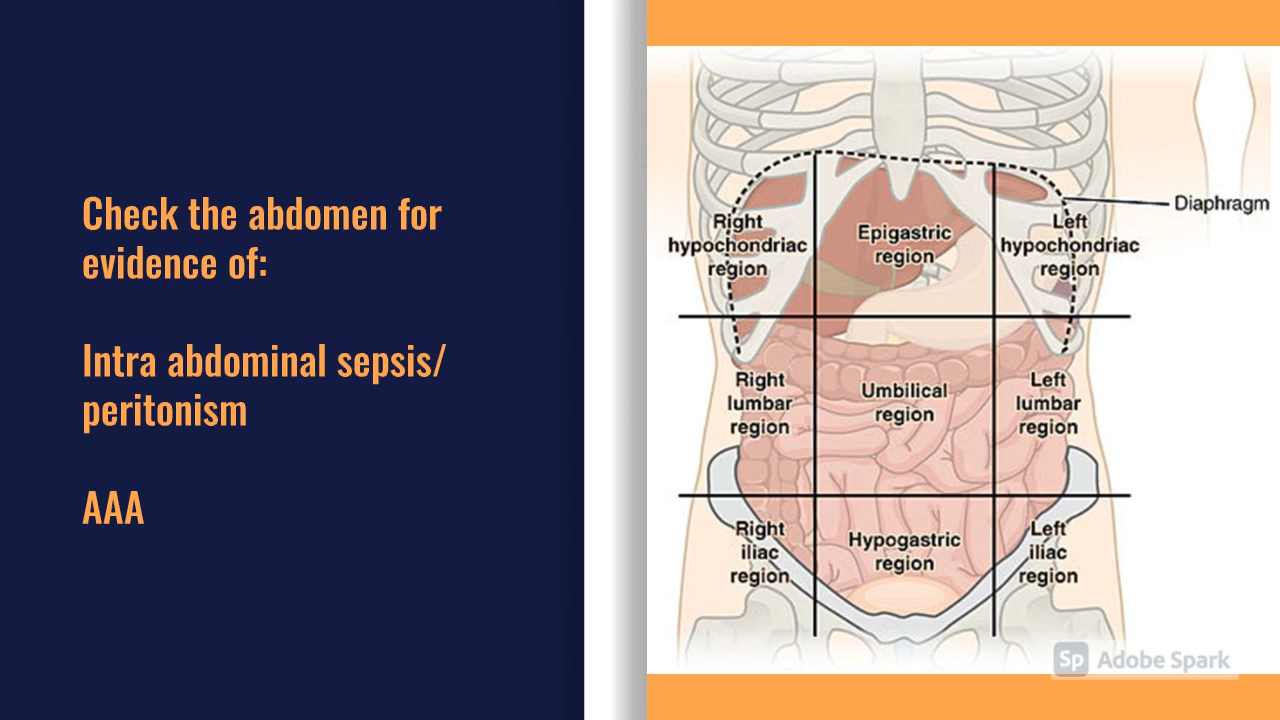 Check the abdomen for
evidence of:
Intra abdominal sepsis/
peritonism
AAA
Right
hypochondriac
region
Epigastric
region
Left
hypochondriac
region
Diaphragm
Right
lumbar
region
Umbilical
region
Left
lumbar
region
Right
iliac
region
Hypogastric
region
Left
iliac
region
Sp Adobe Spark